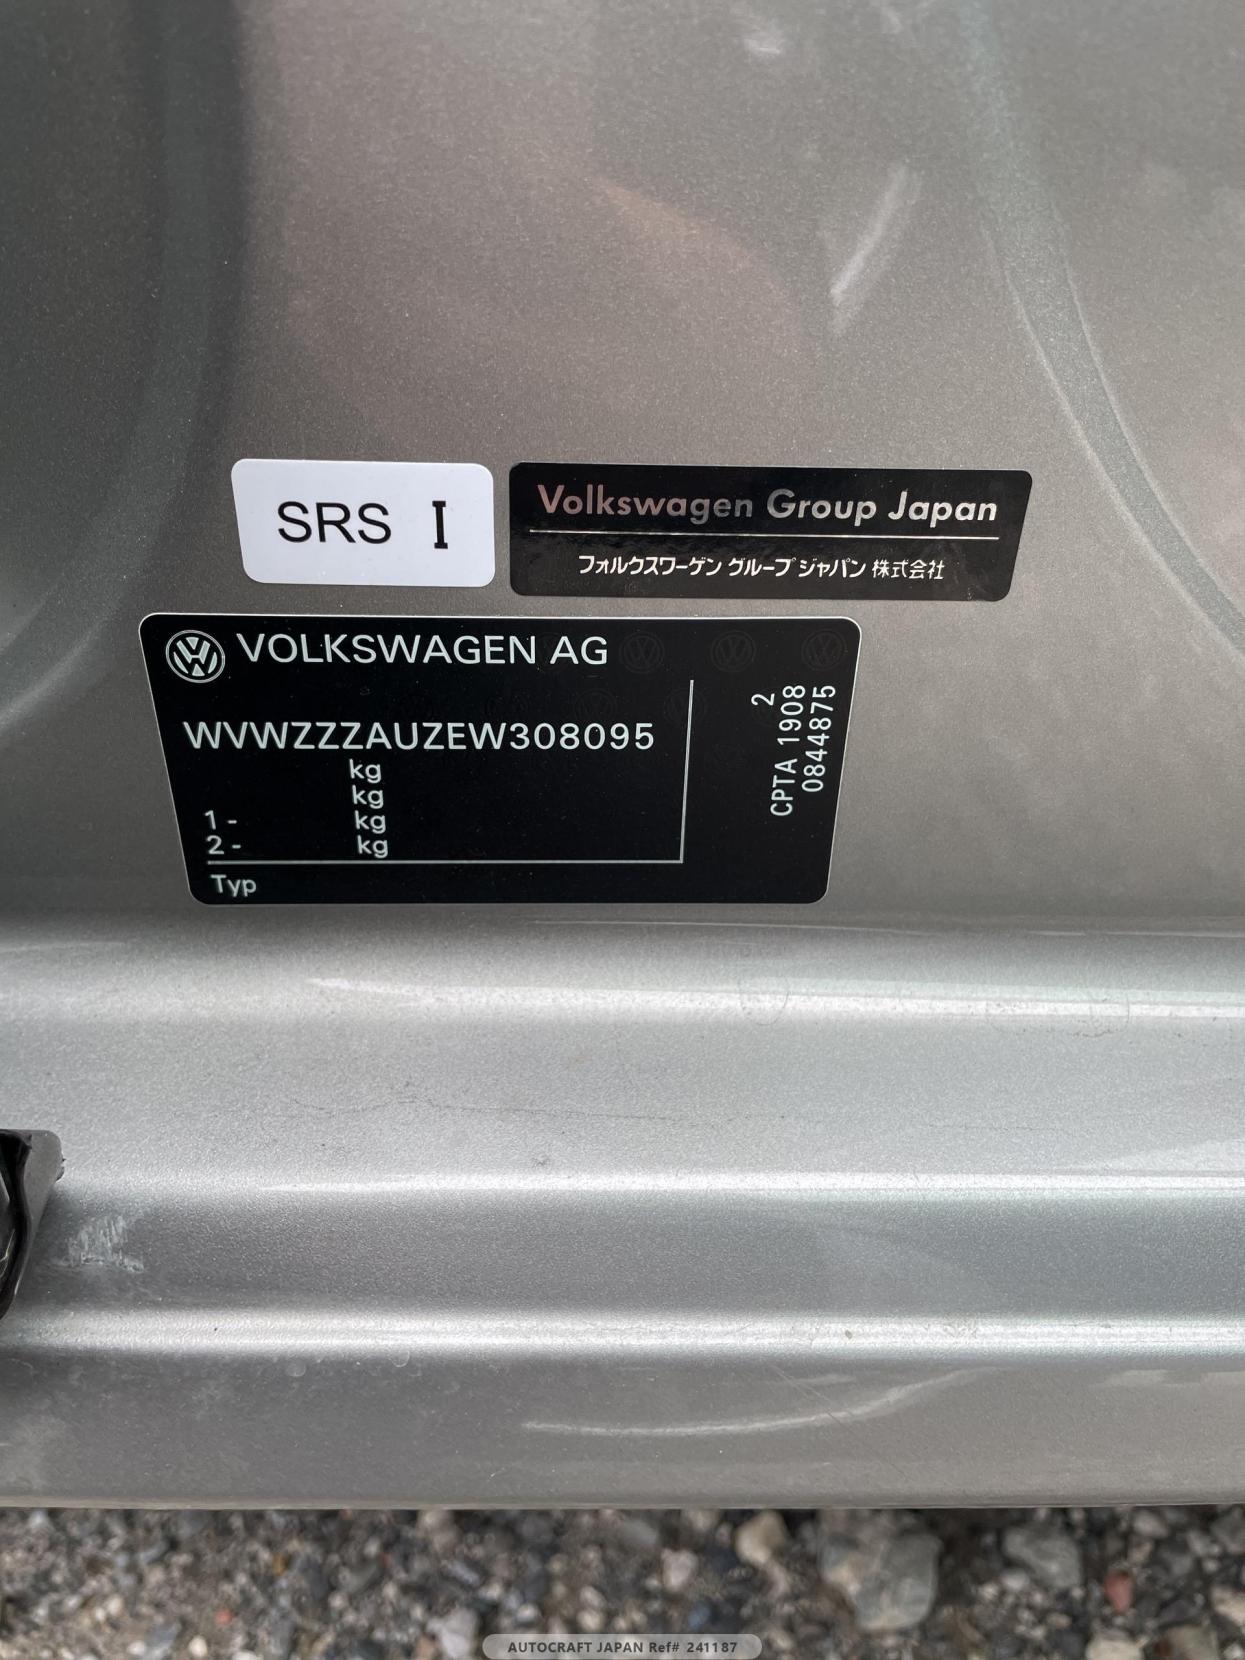 SRS I
Volkswagen Group Japan
フォルクスワーゲン グループ ジャパン 株式会社
VOLKSWAGEN AG
WVWZZZAUZEW308095
kg
kg
1 - kg
2 - kg
Typ
2
CPTA 1908
0844875
AUTOCRAFT JAPAN Ref# 241187